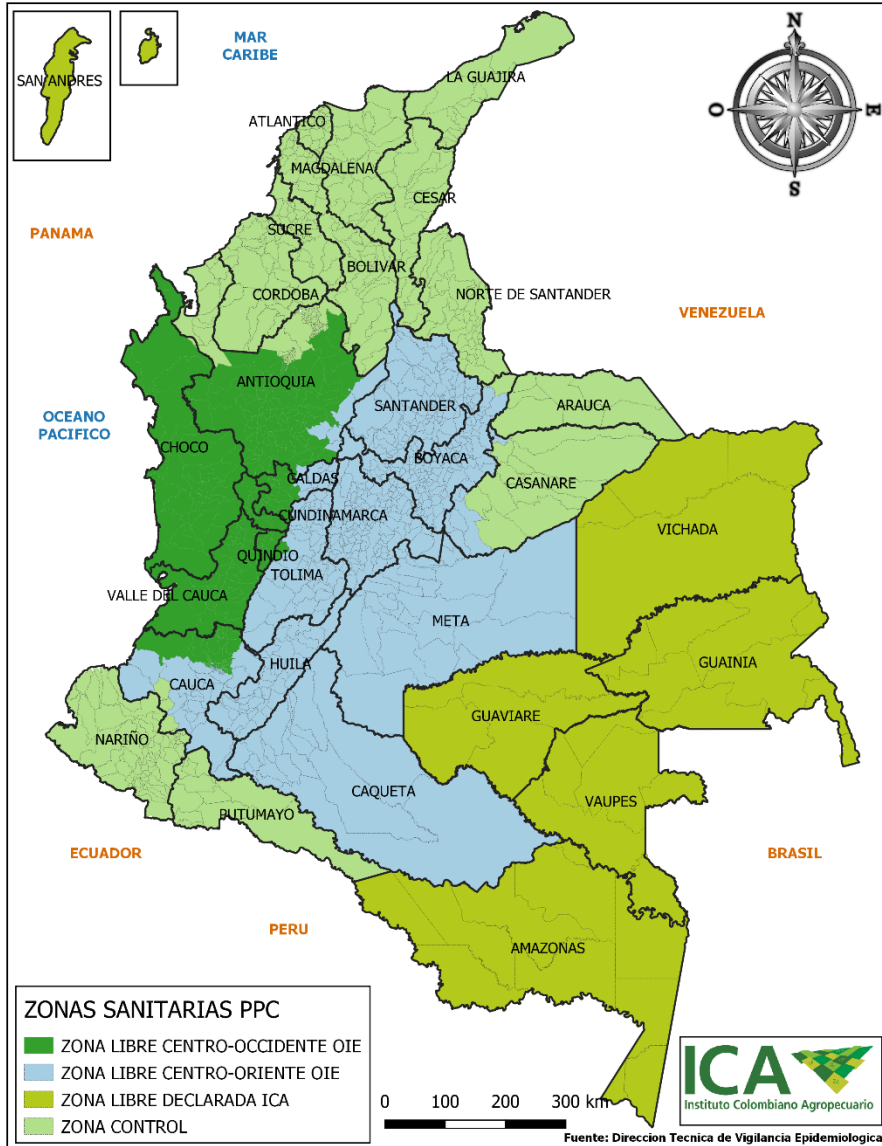 MAR
CARIBE
N
O
E
S
SAN ANDRES
LA GUAJIRA
ATLANTICO
MAGDALENA
CESAR
PANAMA
SUCRE
BOLIVAR
CORDOBA
NORTE DE SANTANDER
VENEZUELA
ANTIOQUIA
SANTANDER
ARAUCA
OCEANO
PACIFICO
CHOCO
BOYACA
CALDAS
CASANARE
CUNDINAMARCA
VICHADA
QUINDIO
TOLIMA
VALLE DEL CAUCA
META
HUILA
GUAINIA
CAUCA
GUAVIARE
NARIÑO
CAQUETA
VAUPES
PUTUMAYO
ECUADOR
BRASIL
PERU
AMAZONAS
ZONAS SANITARIAS PPC
ZONA LIBRE CENTRO-OCCIDENTE OIE
ZONA LIBRE CENTRO-ORIENTE OIE
ZONA LIBRE DECLARADA ICA
ZONA CONTROL
0 100 200 300 km
ICA
Instituto Colombiano Agropecuario
Fuente: Direccion Tecnica de Vigilancia Epidemiologica